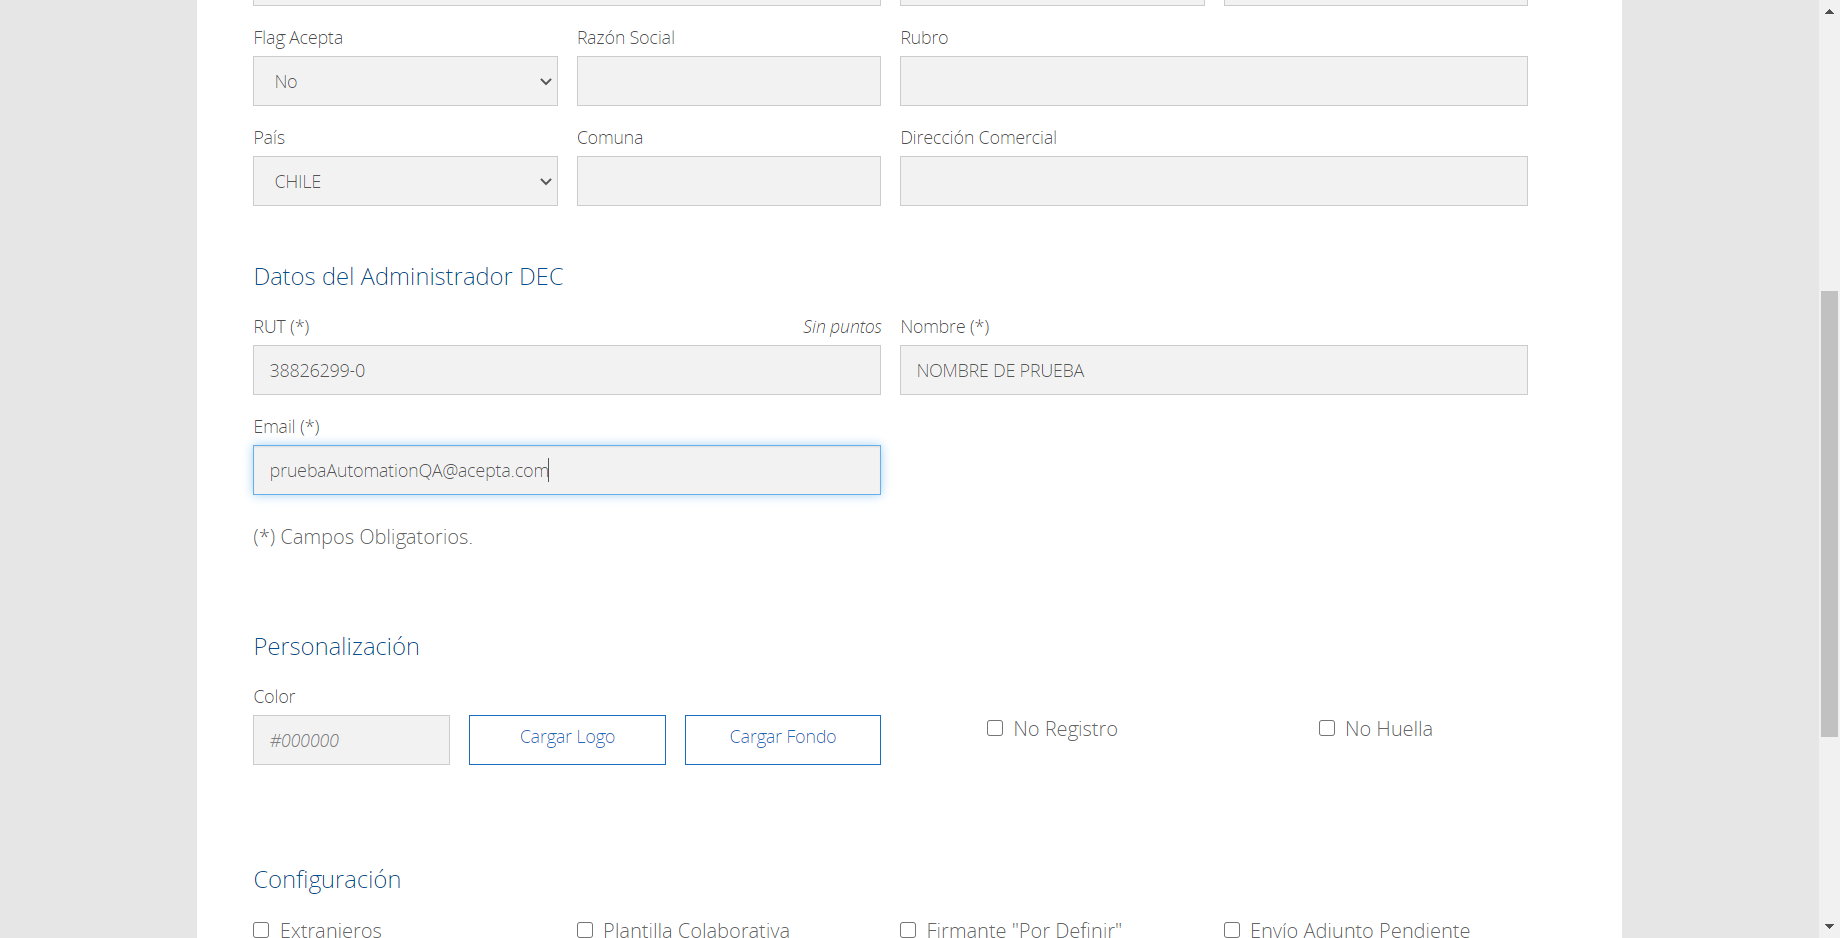 Flag Acepta Razón Social Rubro
No
País Comuna Dirección Comercial
CHILE
Datos del Administrador DEC
RUT (*) Sin puntos Nombre (*)
38826299-0 NOMBRE DE PRUEBA
Email (*)
pruebaAutomationQA@acepta.com
(*) Campos Obligatorios.
Personalización
Color
#000000 Cargar Logo Cargar Fondo No Registro No Huella
Configuración
Extranjeros Plantilla Colaborativa Firmante "Por Definir" Envío Adjunto Pendiente